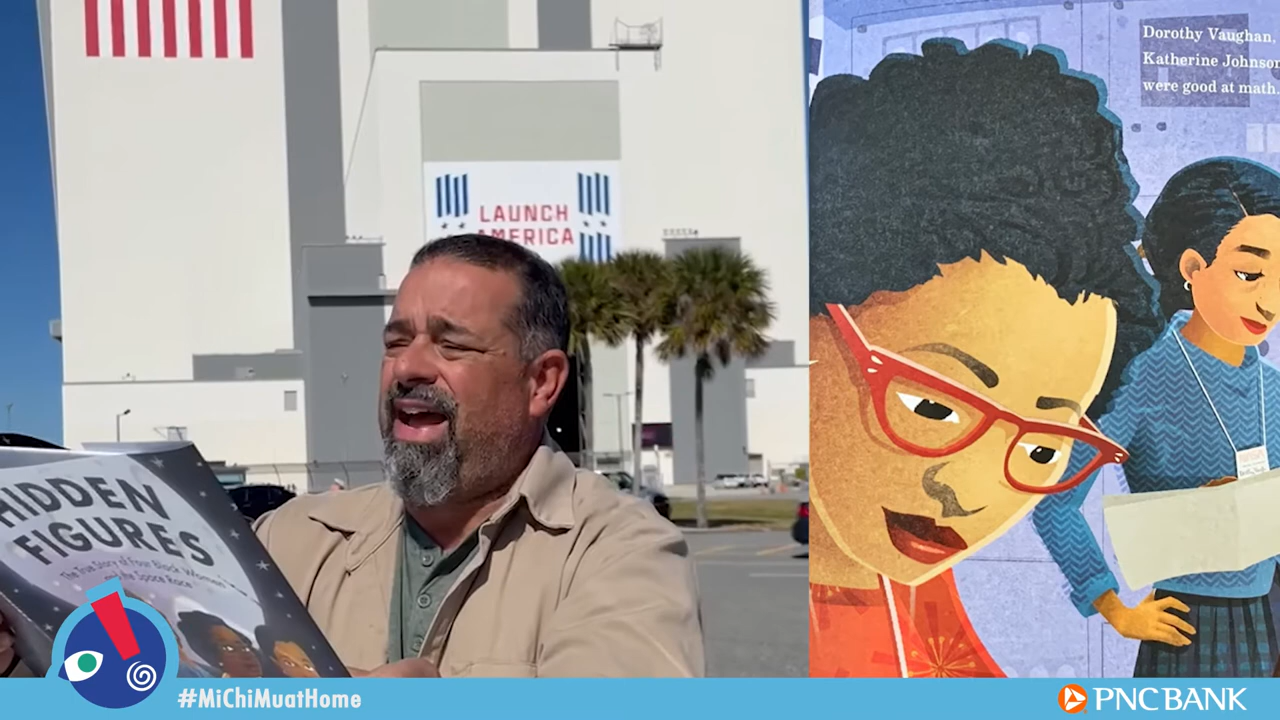 LAUNCH
AMERICA
HIDDEN
FIGURES
The True Story of Four Black Women
and the Space Race
Dorothy Vaughan,
Katherine Johnson
were good at math.
#MiChiMuatHome
PNC BANK